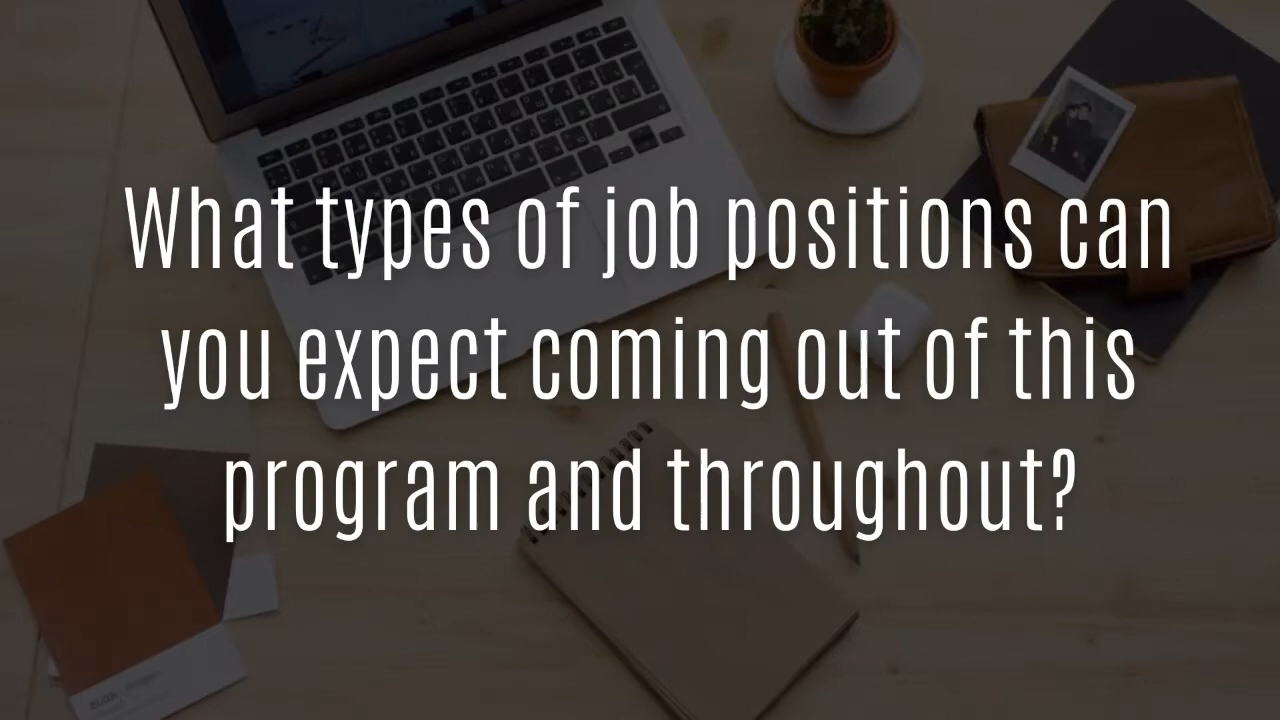 What types of job positions can
you expect coming out of this
program and throughout?